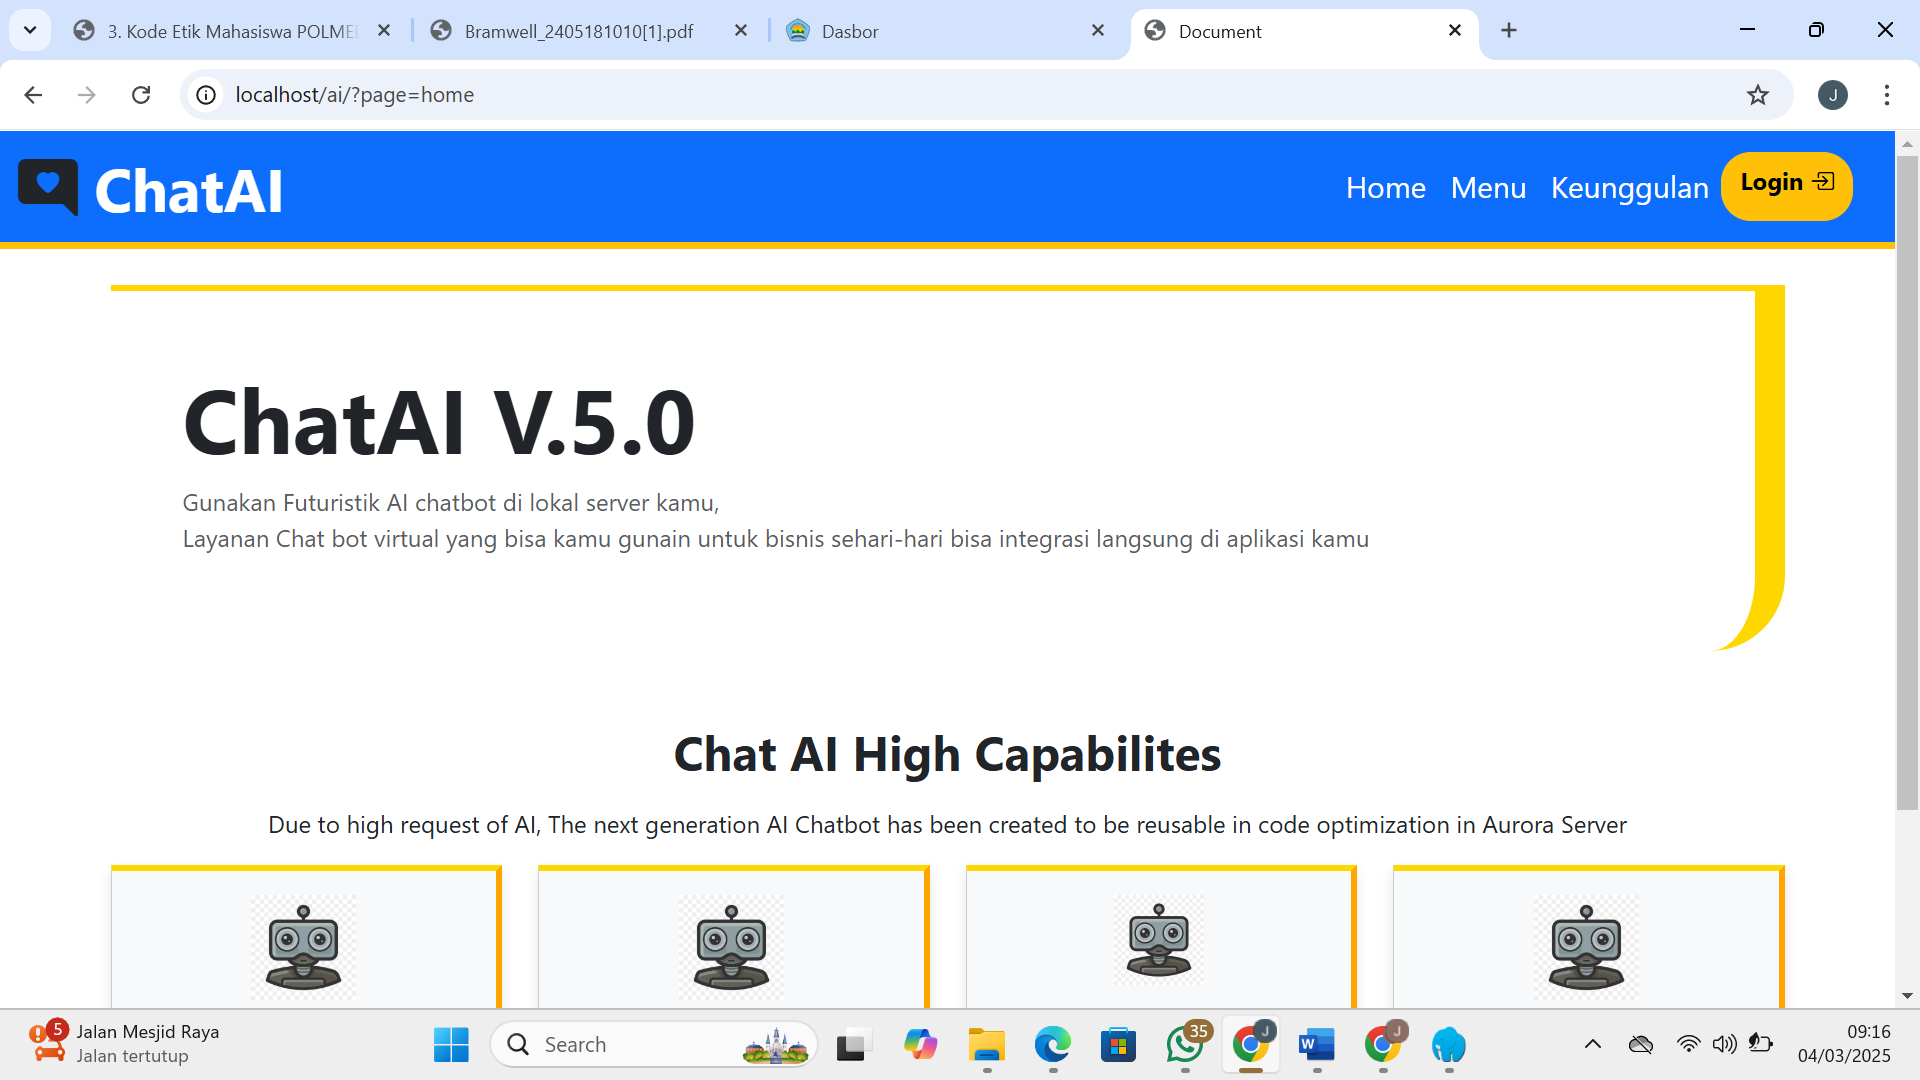 3. Kode Etik Mahasiswa POLME
Bramwell_2405181010[1].pdf
Dasbor
Document
localhost/ai/?page=home
J
ChatAI
Home
Menu
Keunggulan
Login
ChatAI V.5.0
Gunakan Futuristik AI chatbot di lokal server kamu,
Layanan Chat bot virtual yang bisa kamu gunain untuk bisnis sehari-hari bisa integrasi langsung di aplikasi kamu
Chat AI High Capabilites
Due to high request of AI, The next generation AI Chatbot has been created to be reusable in code optimization in Aurora Server
5
Jalan Mesjid Raya
Jalan tertutup
Search
35
J
W
J
09:16
04/03/2025